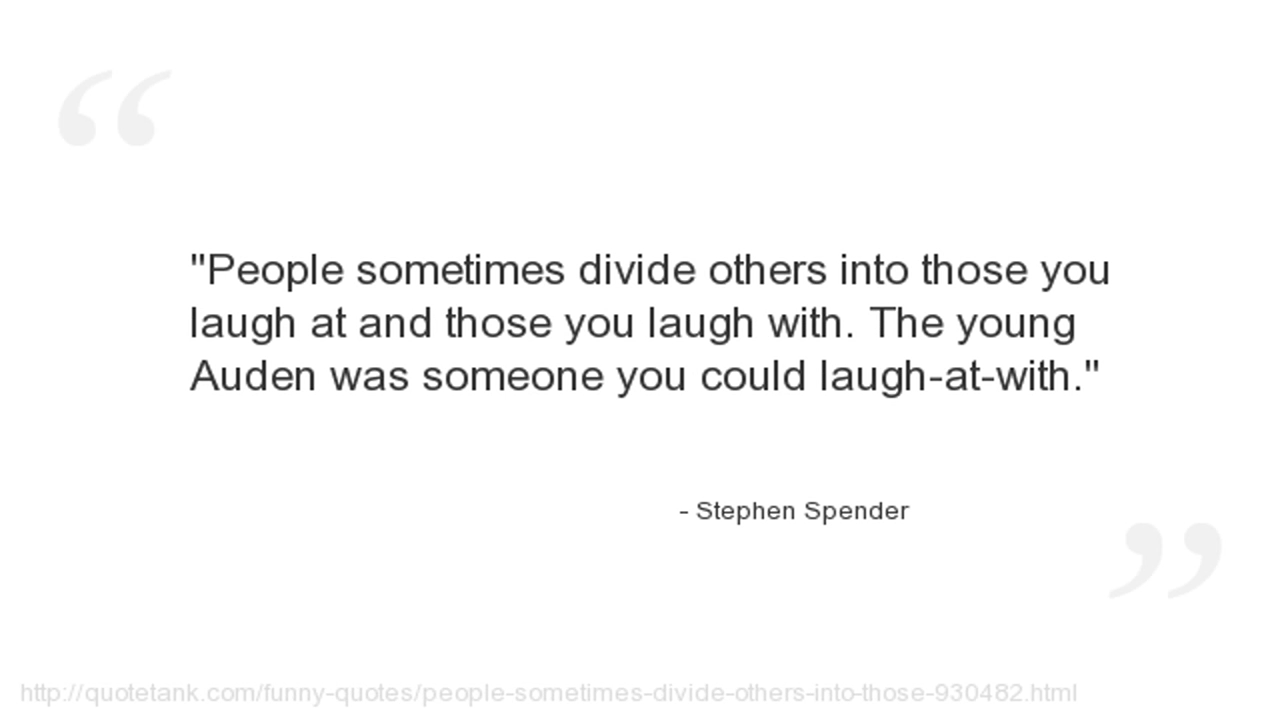 "People sometimes divide others into those you
laugh at and those you laugh with. The young
Auden was someone you could laugh-at-with."
- Stephen Spender
http://quotetank.com/funny-quotes/people-sometimes-divide-others-into-those-930482.html